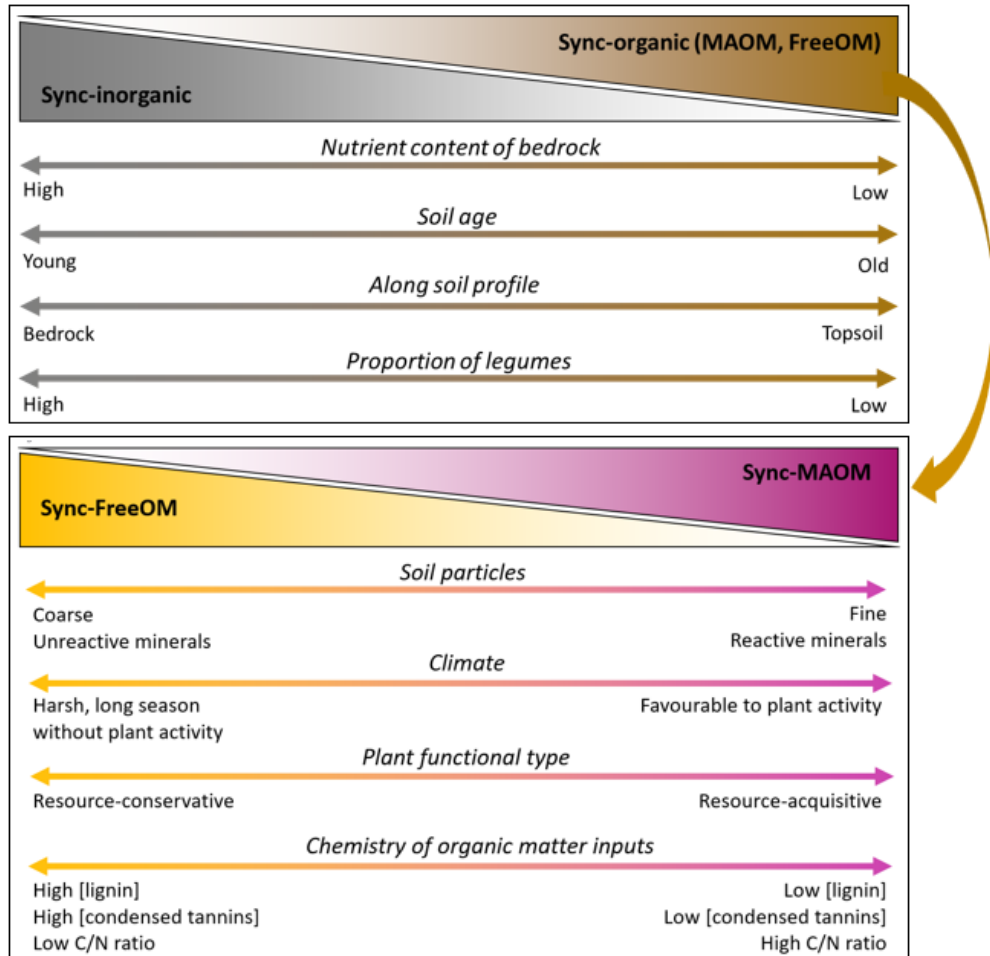 Sync-organic (MAOM, FreeOM)
Sync-inorganic
Nutrient content of bedrock
High
Low
Soil age
Young
Old
Along soil profile
Bedrock
Topsoil
Proportion of legumes
High
Low
Sync-MAOM
Sync-FreeOM
Soil particles
Coarse
Fine
Unreactive minerals
Reactive minerals
Climate
Harsh, long season
Favourable to plant activity
without plant activity
Plant functional type
Resource-conservative
Resource-acquisitive
Chemistry of organic matter inputs
High [lignin]
Low [lignin]
High [condensed tannins]
Low [condensed tannins]
Low C/N ratio
High C/N ratio